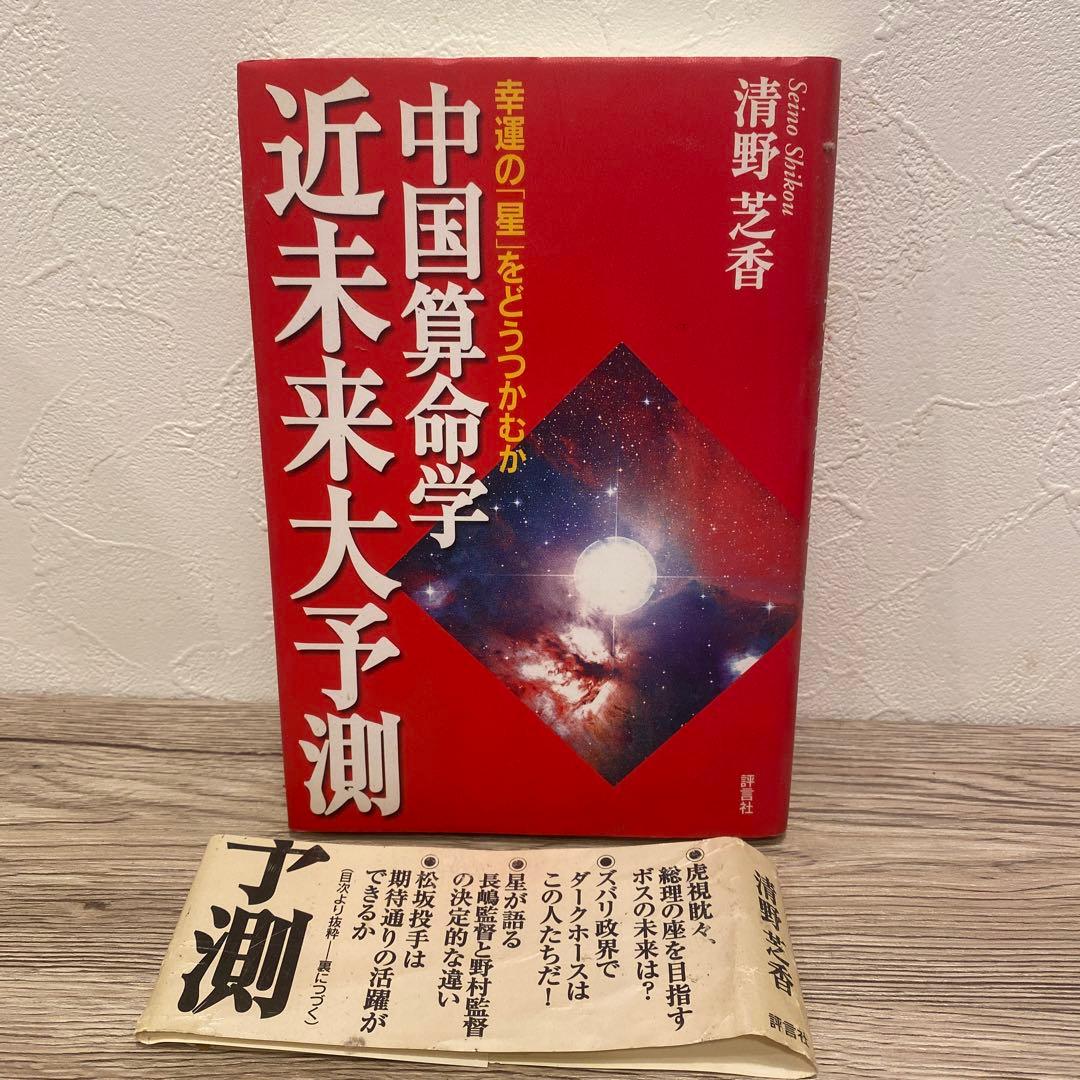 清野芝香
Seino Shikou
幸運の「星」をどうつかむか
中国算命学
近未来大予測
評言社
清野芝香
評言社
●虎視眈々、
総理の座を目指す
ボスの未来は?
●ズバリ政界で
ダークホースは
この人たちだ!
●星が語る
長嶋監督と野村監督
の決定的な違い
●松坂投手は
期待通りの活躍が
できるか
(目次より抜粋──裏につづく)
予測